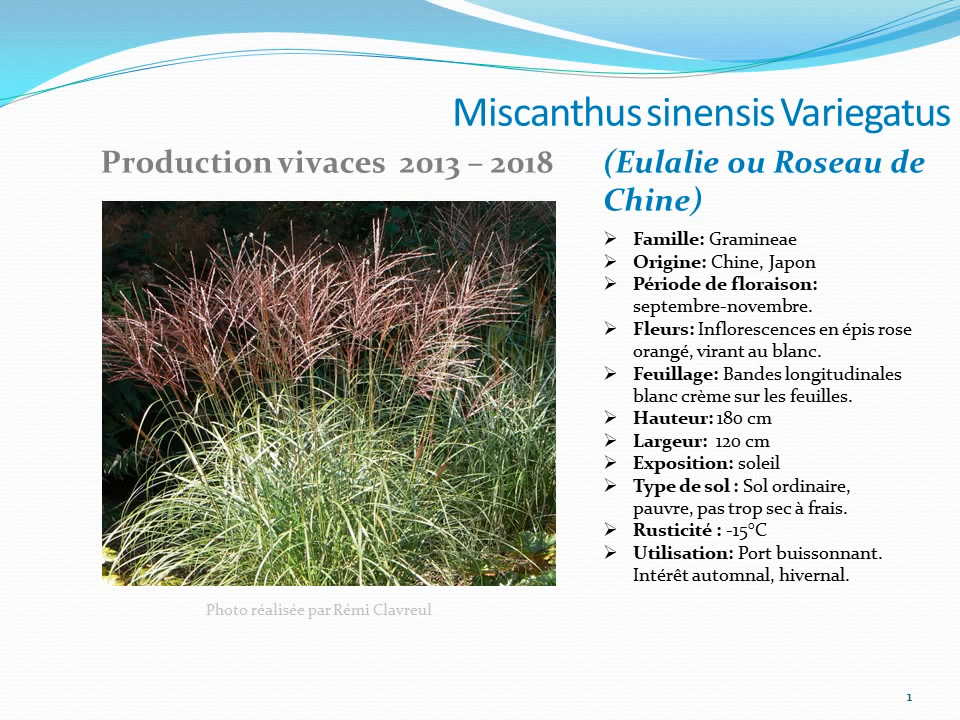 Miscanthus sinensis Variegatus
Production vivaces 2013 – 2018
(Eulalie ou Roseau de
Chine)
➢ Famille: Gramineae
➢ Origine: Chine, Japon
➢ Période de floraison:
septembre-novembre.
➢ Fleurs: Inflorescences en épis rose
orangé, virant au blanc.
➢ Feuillage: Bandes longitudinales
blanc crème sur les feuilles.
➢ Hauteur: 180 cm
➢ Largeur: 120 cm
➢ Exposition: soleil
➢ Type de sol : Sol ordinaire,
pauvre, pas trop sec à frais.
➢ Rusticité : -15°C
➢ Utilisation: Port buissonnant.
Intérêt automnal, hivernal.
Photo réalisée par Rémi Clavreul
1